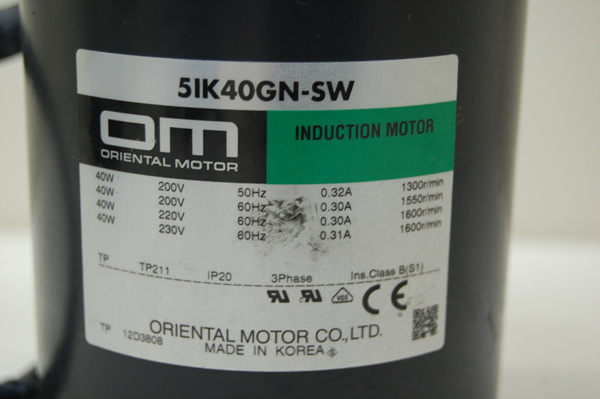 5IK40GN-SW
OM
ORIENTAL MOTOR
INDUCTION MOTOR
40W 200V 50Hz 0.32A 1300r/min
40W 200V 60Hz 0.30A 1550r/min
40W 220V 60Hz 0.30A 1600r/min
40W 230V 60Hz 0.31A 1600r/min
TP TP211 IP20 3Phase Ins.Class B(S1)
VDE CE
ORIENTAL MOTOR CO.,LTD.
TP 12D3808 MADE IN KOREA